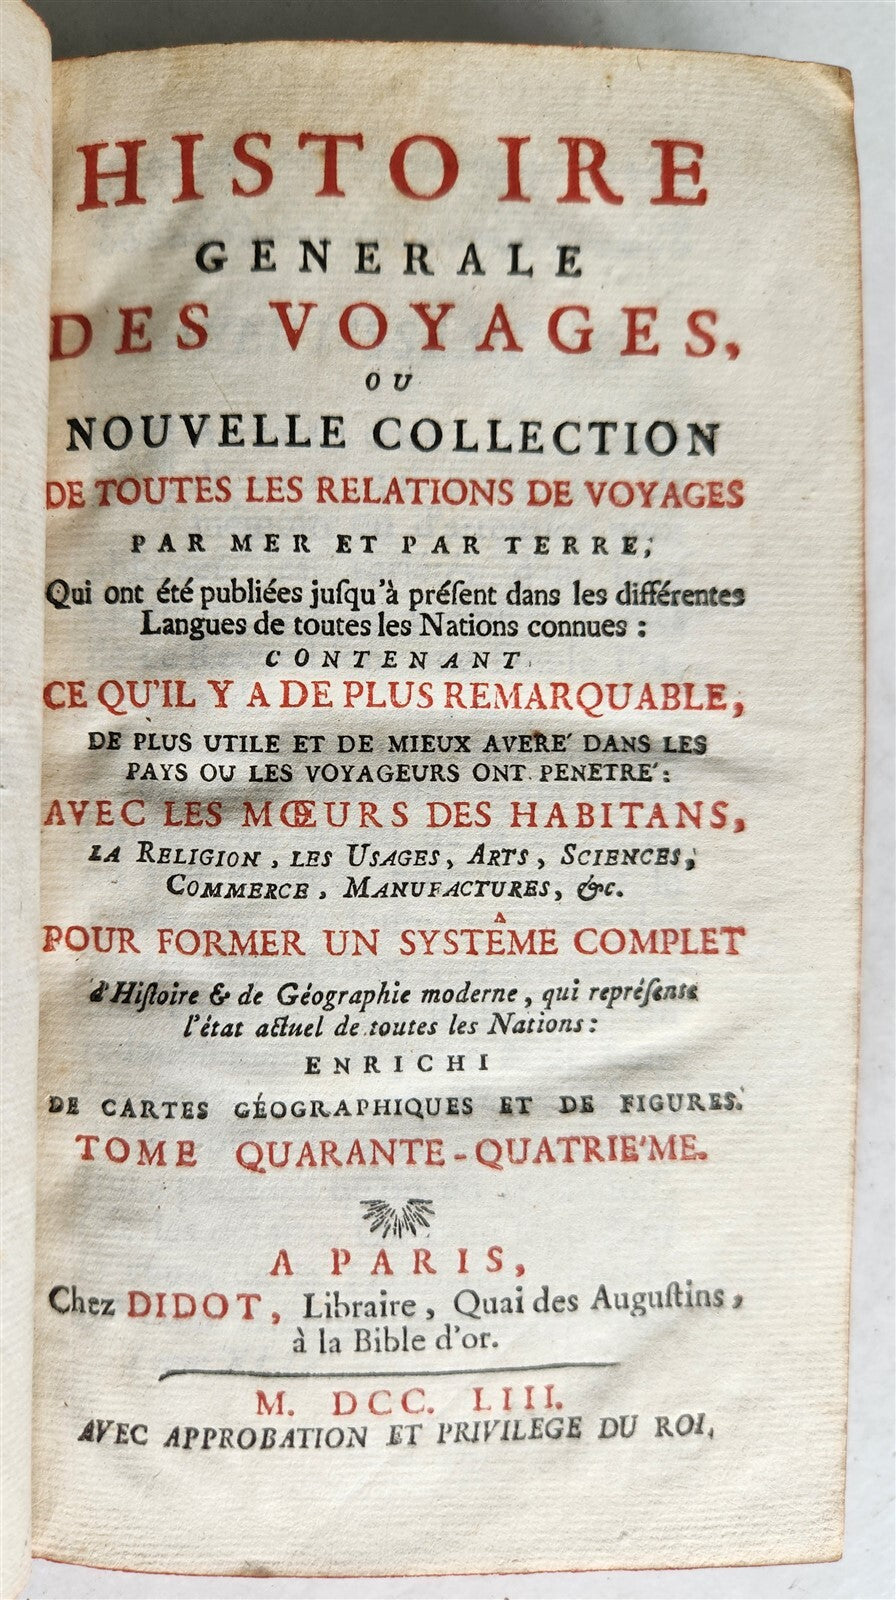 HISTOIRE
GENERALE
DES VOYAGES,
OU
NOUVELLE COLLECTION
DE TOUTES LES RELATIONS DE VOYAGES
PAR MER ET PAR TERRE,
Qui ont été publiées juſqu'à préſent dans les différentes
Langues de toutes les Nations connues :
CONTENANT
CE QU'IL Y A DE PLUS REMARQUABLE,
DE PLUS UTILE ET DE MIEUX AVERE' DANS LES
PAYS OU LES VOYAGEURS ONT PENETRE' :
AVEC LES MŒURS DES HABITANS,
LA RELIGION, LES USAGES, ARTS, SCIENCES,
COMMERCE, MANUFACTURES, &c.
POUR FORMER UN SYSTÊME COMPLET
d'Hiſtoire & de Géographie moderne, qui repréſente
l'état actuel de toutes les Nations :
ENRICHI
DE CARTES GÉOGRAPHIQUES ET DE FIGURES.
TOME QUARANTE-QUATRIE'ME.
A PARIS,
Chez DIDOT, Libraire, Quai des Auguſtins,
à la Bible d'or.
M. DCC. LIII.
AVEC APPROBATION ET PRIVILEGE DU ROI.